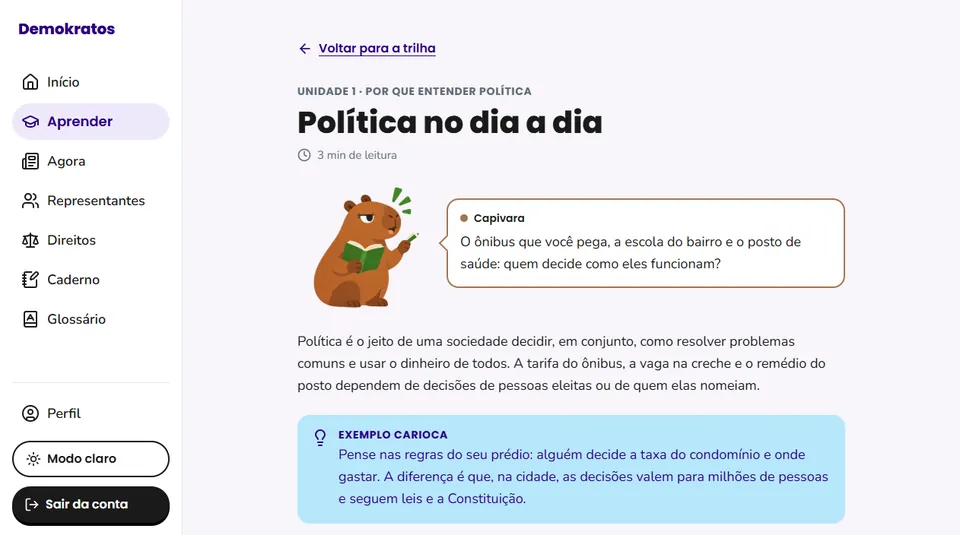 Demokratos
Início
Aprender
Agora
Representantes
Direitos
Caderno
Glossário
Perfil
Modo claro
Sair da conta
Voltar para a trilha
UNIDADE 1 · POR QUE ENTENDER POLÍTICA
Política no dia a dia
3 min de leitura
Capivara
O ônibus que você pega, a escola do bairro e o posto de
saúde: quem decide como eles funcionam?
Política é o jeito de uma sociedade decidir, em conjunto, como resolver problemas
comuns e usar o dinheiro de todos. A tarifa do ônibus, a vaga na creche e o remédio do
posto dependem de decisões de pessoas eleitas ou de quem elas nomeiam.
EXEMPLO CARIOCA
Pense nas regras do seu prédio: alguém decide a taxa do condomínio e onde
gastar. A diferença é que, na cidade, as decisões valem para milhões de pessoas
e seguem leis e a Constituição.